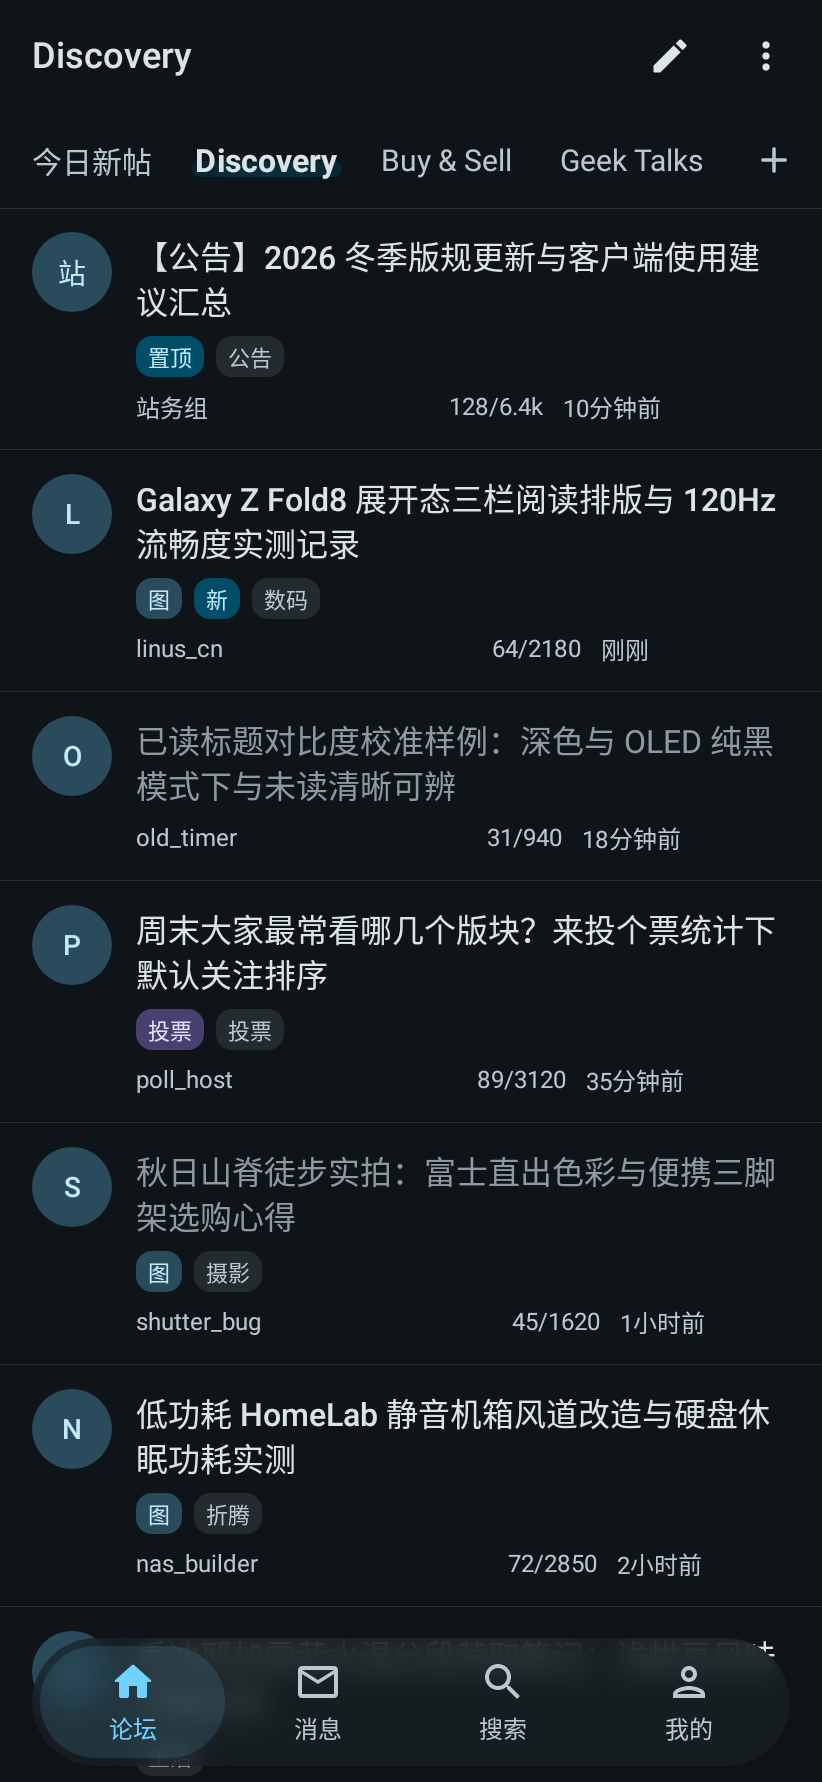 Discovery
今日新帖 Discovery Buy & Sell Geek Talks +
站
【公告】2026 冬季版规更新与客户端使用建
议汇总
置顶 公告
站务组 128/6.4k 10分钟前
L
Galaxy Z Fold8 展开态三栏阅读排版与 120Hz
流畅度实测记录
图 新 数码
linus_cn 64/2180 刚刚
O
已读标题对比度校准样例：深色与 OLED 纯黑
模式下与未读清晰可辨
old_timer 31/940 18分钟前
P
周末大家最常看哪几个版块？来投个票统计下
默认关注排序
投票 投票
poll_host 89/3120 35分钟前
S
秋日山脊徒步实拍：富士直出色彩与便携三脚
架选购心得
图 摄影
shutter_bug 45/1620 1小时前
N
低功耗 HomeLab 静音机箱风道改造与硬盘休
眠功耗实测
图 折腾
nas_builder 72/2850 2小时前
论坛 消息 搜索 我的